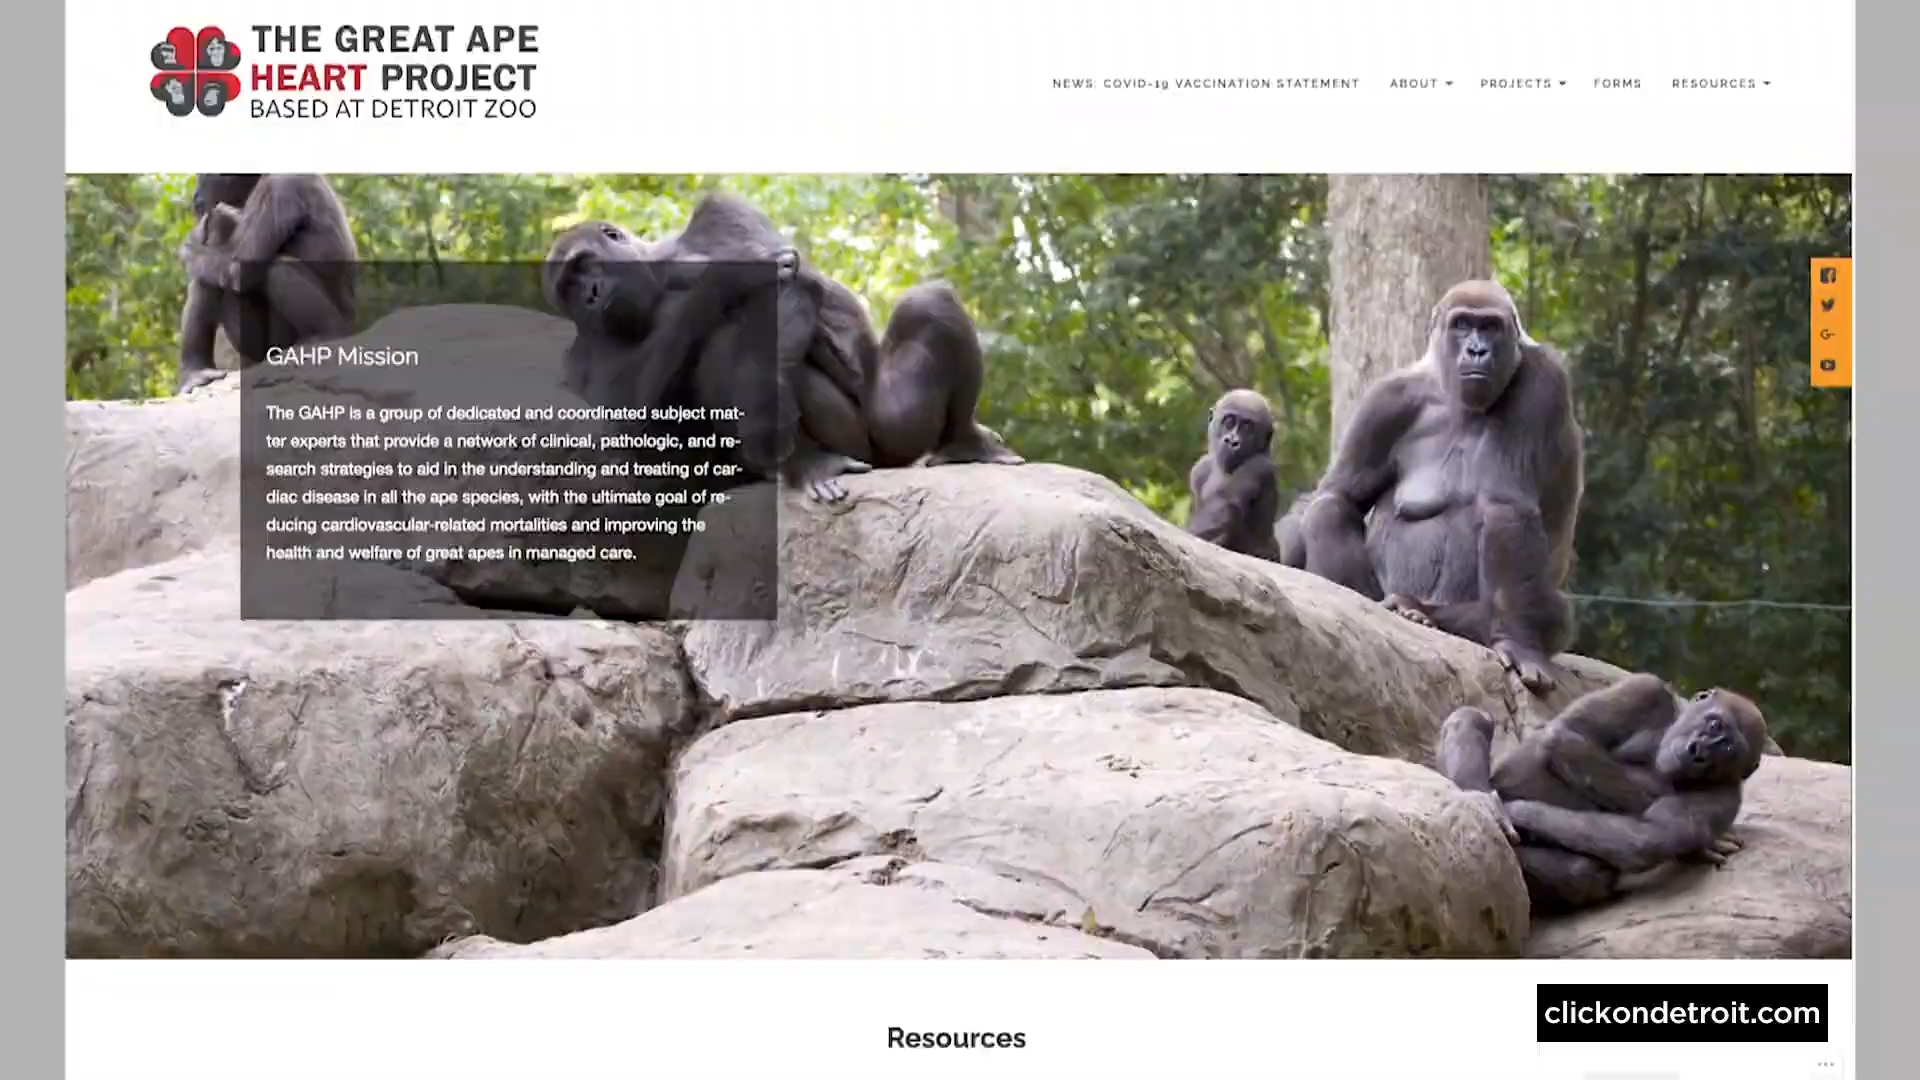 THE GREAT APE
HEART PROJECT
BASED AT DETROIT ZOO
NEWS: COVID-19 VACCINATION STATEMENT ABOUT PROJECTS FORMS RESOURCES
GAHP Mission
The GAHP is a group of dedicated and coordinated subject mat-
ter experts that provide a network of clinical, pathologic, and re-
search strategies to aid in the understanding and treating of car-
diac disease in all the ape species, with the ultimate goal of re-
ducing cardiovascular-related mortalities and improving the
health and welfare of great apes in managed care.
G+
Resources
clickondetroit.com